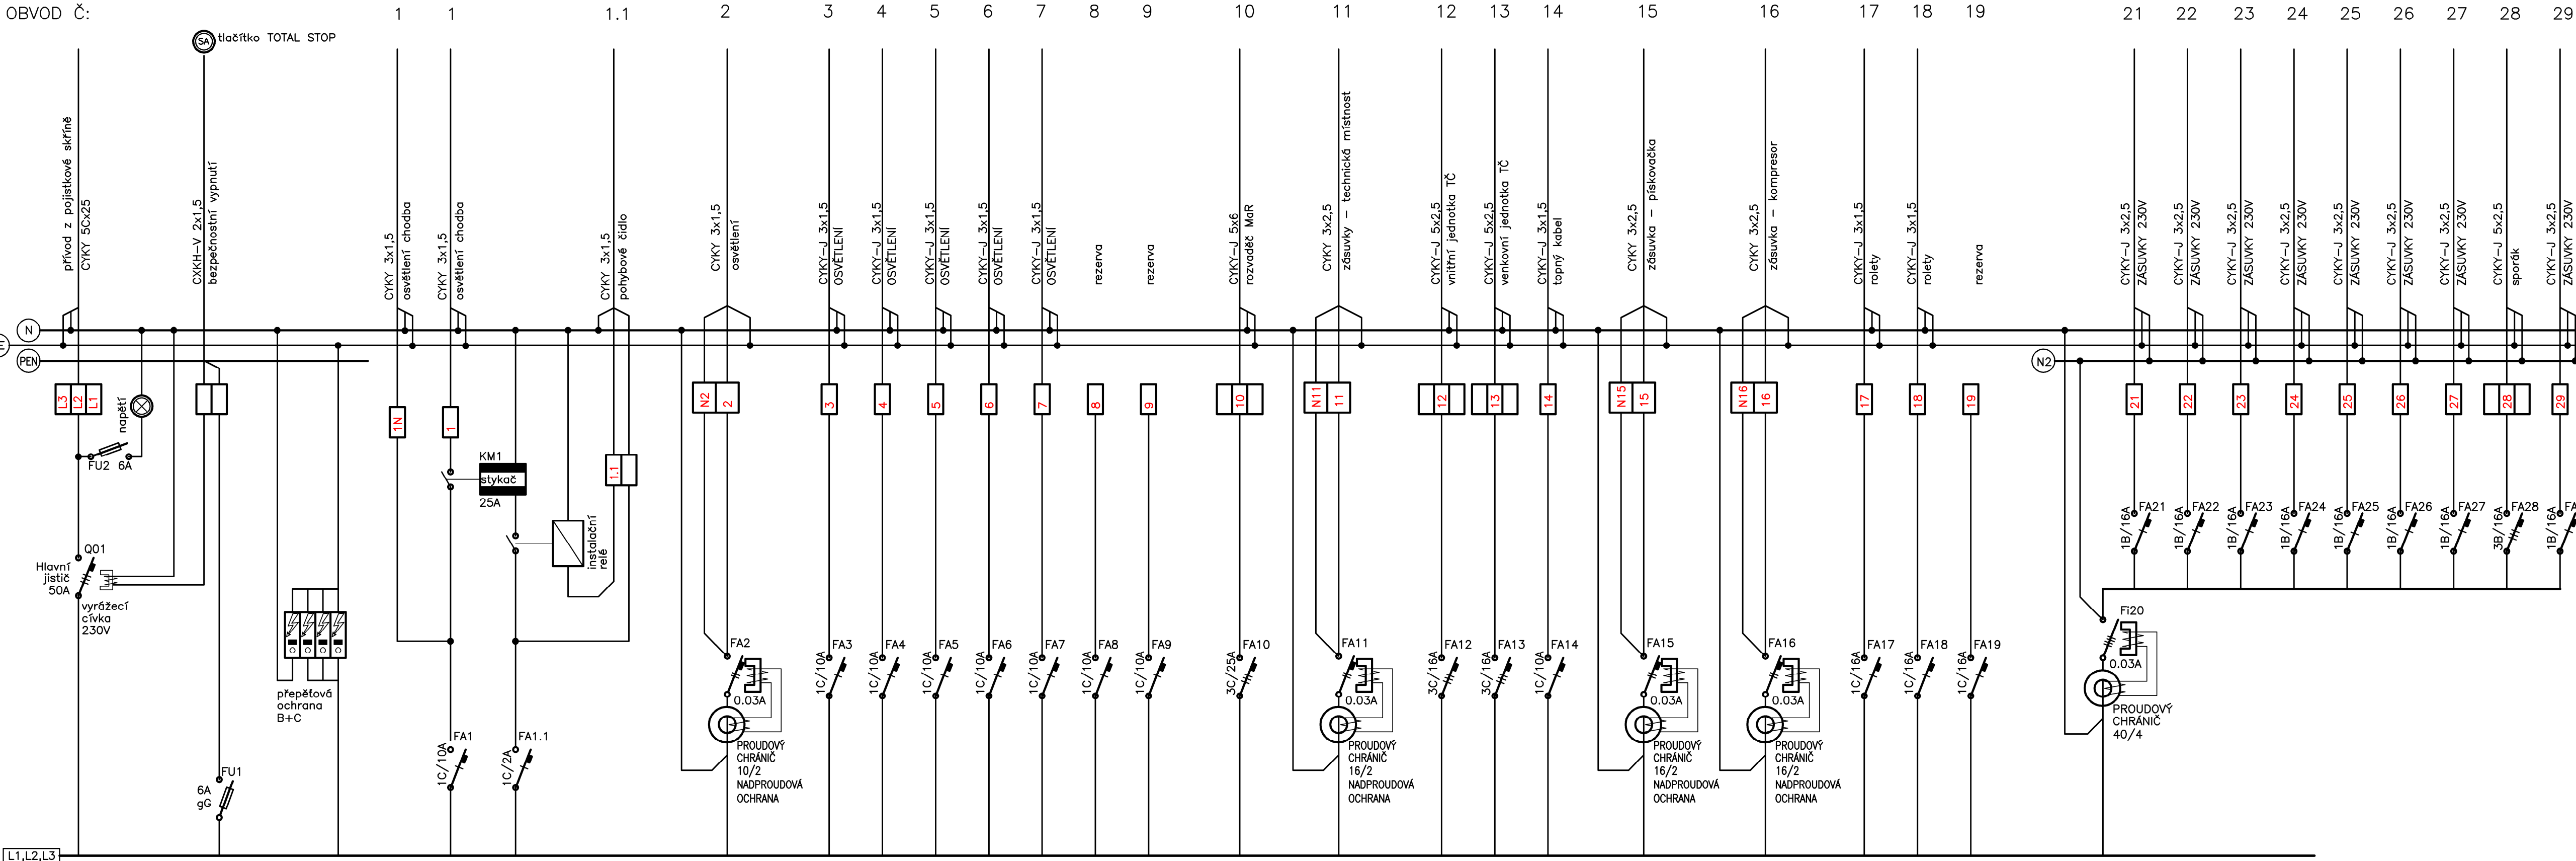 OBVOD Č:
1
1
1.1
2
3
4
5
6
7
8
9
10
11
12
13
14
15
16
17
18
19
21
22
23
24
25
26
27
28
29
SA
tlačítko TOTAL STOP
přívod z pojistkové skříně
CYKY 5Cx25
CXKH-V 2x1,5
bezpečnostní vypnutí
CYKY 3x1,5
osvětlení chodba
CYKY 3x1,5
osvětlení chodba
CYKY 3x1,5
pohybové čidlo
CYKY 3x1,5
osvětlení
CYKY-J 3x1,5
OSVĚTLENÍ
CYKY-J 3x1,5
OSVĚTLENÍ
CYKY-J 3x1,5
OSVĚTLENÍ
CYKY-J 3x1,5
OSVĚTLENÍ
CYKY-J 3x1,5
OSVĚTLENÍ
rezerva
rezerva
CYKY-J 5x6
rozvaděč MaR
CYKY 3x2,5
zásuvky - technická místnost
CYKY-J 5x2,5
vnitřní jednotka TČ
CYKY-J 5x2,5
venkovní jednotka TČ
CYKY-J 3x1,5
topný kabel
CYKY 3x2,5
zásuvka - pískovačka
CYKY 3x2,5
zásuvka - kompresor
CYKY-J 3x1,5
rolety
CYKY-J 3x1,5
rolety
rezerva
CYKY-J 3x2,5
ZÁSUVKY 230V
CYKY-J 3x2,5
ZÁSUVKY 230V
CYKY-J 3x2,5
ZÁSUVKY 230V
CYKY-J 3x2,5
ZÁSUVKY 230V
CYKY-J 3x2,5
ZÁSUVKY 230V
CYKY-J 3x2,5
ZÁSUVKY 230V
CYKY-J 3x2,5
ZÁSUVKY 230V
CYKY-J 5x2,5
sporák
CYKY-J 3x2,5
ZÁSUVKY 230V
N
E
PEN
N2
L3
L2
L1
napětí
1N
1
1.1
N2
2
3
4
5
6
7
8
9
10
N11
11
12
13
14
N15
15
N16
16
17
18
19
21
22
23
24
25
26
27
28
29
FU2 6A
KM1
stykač
25A
instalační
relé
Q01
Hlavní
jistič
50A
vyrážecí
cívka
230V
přepěťová
ochrana
B+C
FU1
6A
gG
FA1
1C/10A
FA1.1
1C/2A
FA2
0.03A
PROUDOVÝ
CHRÁNIČ
10/2
NADPROUDOVÁ
OCHRANA
FA3
1C/10A
FA4
1C/10A
FA5
1C/10A
FA6
1C/10A
FA7
1C/10A
FA8
1C/10A
FA9
1C/10A
FA10
3C/25A
FA11
0.03A
PROUDOVÝ
CHRÁNIČ
16/2
NADPROUDOVÁ
OCHRANA
FA12
3C/16A
FA13
3C/16A
FA14
1C/10A
FA15
0.03A
PROUDOVÝ
CHRÁNIČ
16/2
NADPROUDOVÁ
OCHRANA
FA16
0.03A
PROUDOVÝ
CHRÁNIČ
16/2
NADPROUDOVÁ
OCHRANA
FA17
1C/16A
FA18
1C/16A
FA19
1C/16A
FA21
1B/16A
FA22
1B/16A
FA23
1B/16A
FA24
1B/16A
FA25
1B/16A
FA26
1B/16A
FA27
1B/16A
FA28
3B/16A
1B/16A
Fi20
0.03A
PROUDOVÝ
CHRÁNIČ
40/4
L1,L2,L3